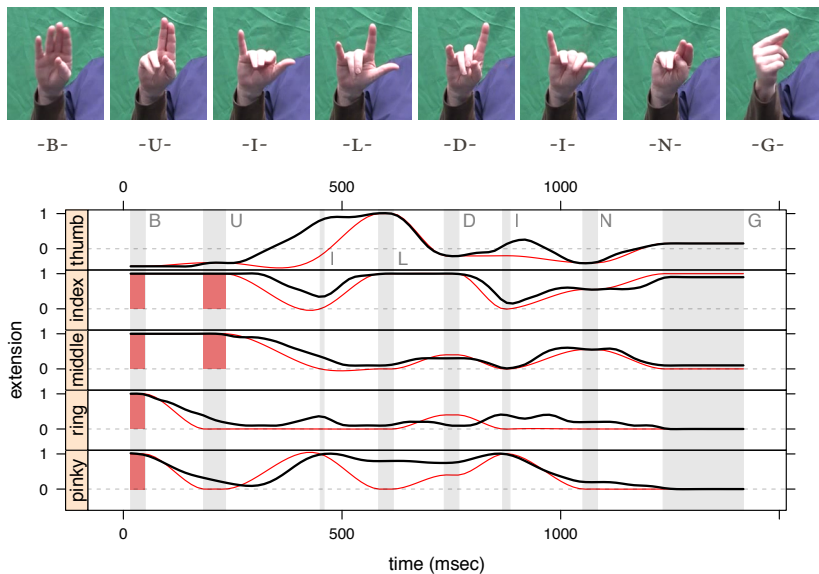 -B- -U- -I- -L- -D- -I- -N- -G-
0 500 1000
B U I L D I N G
thumb 1 0
index 1 0
middle 1 0
ring 1 0
pinky 1 0
extension
0 500 1000
time (msec)